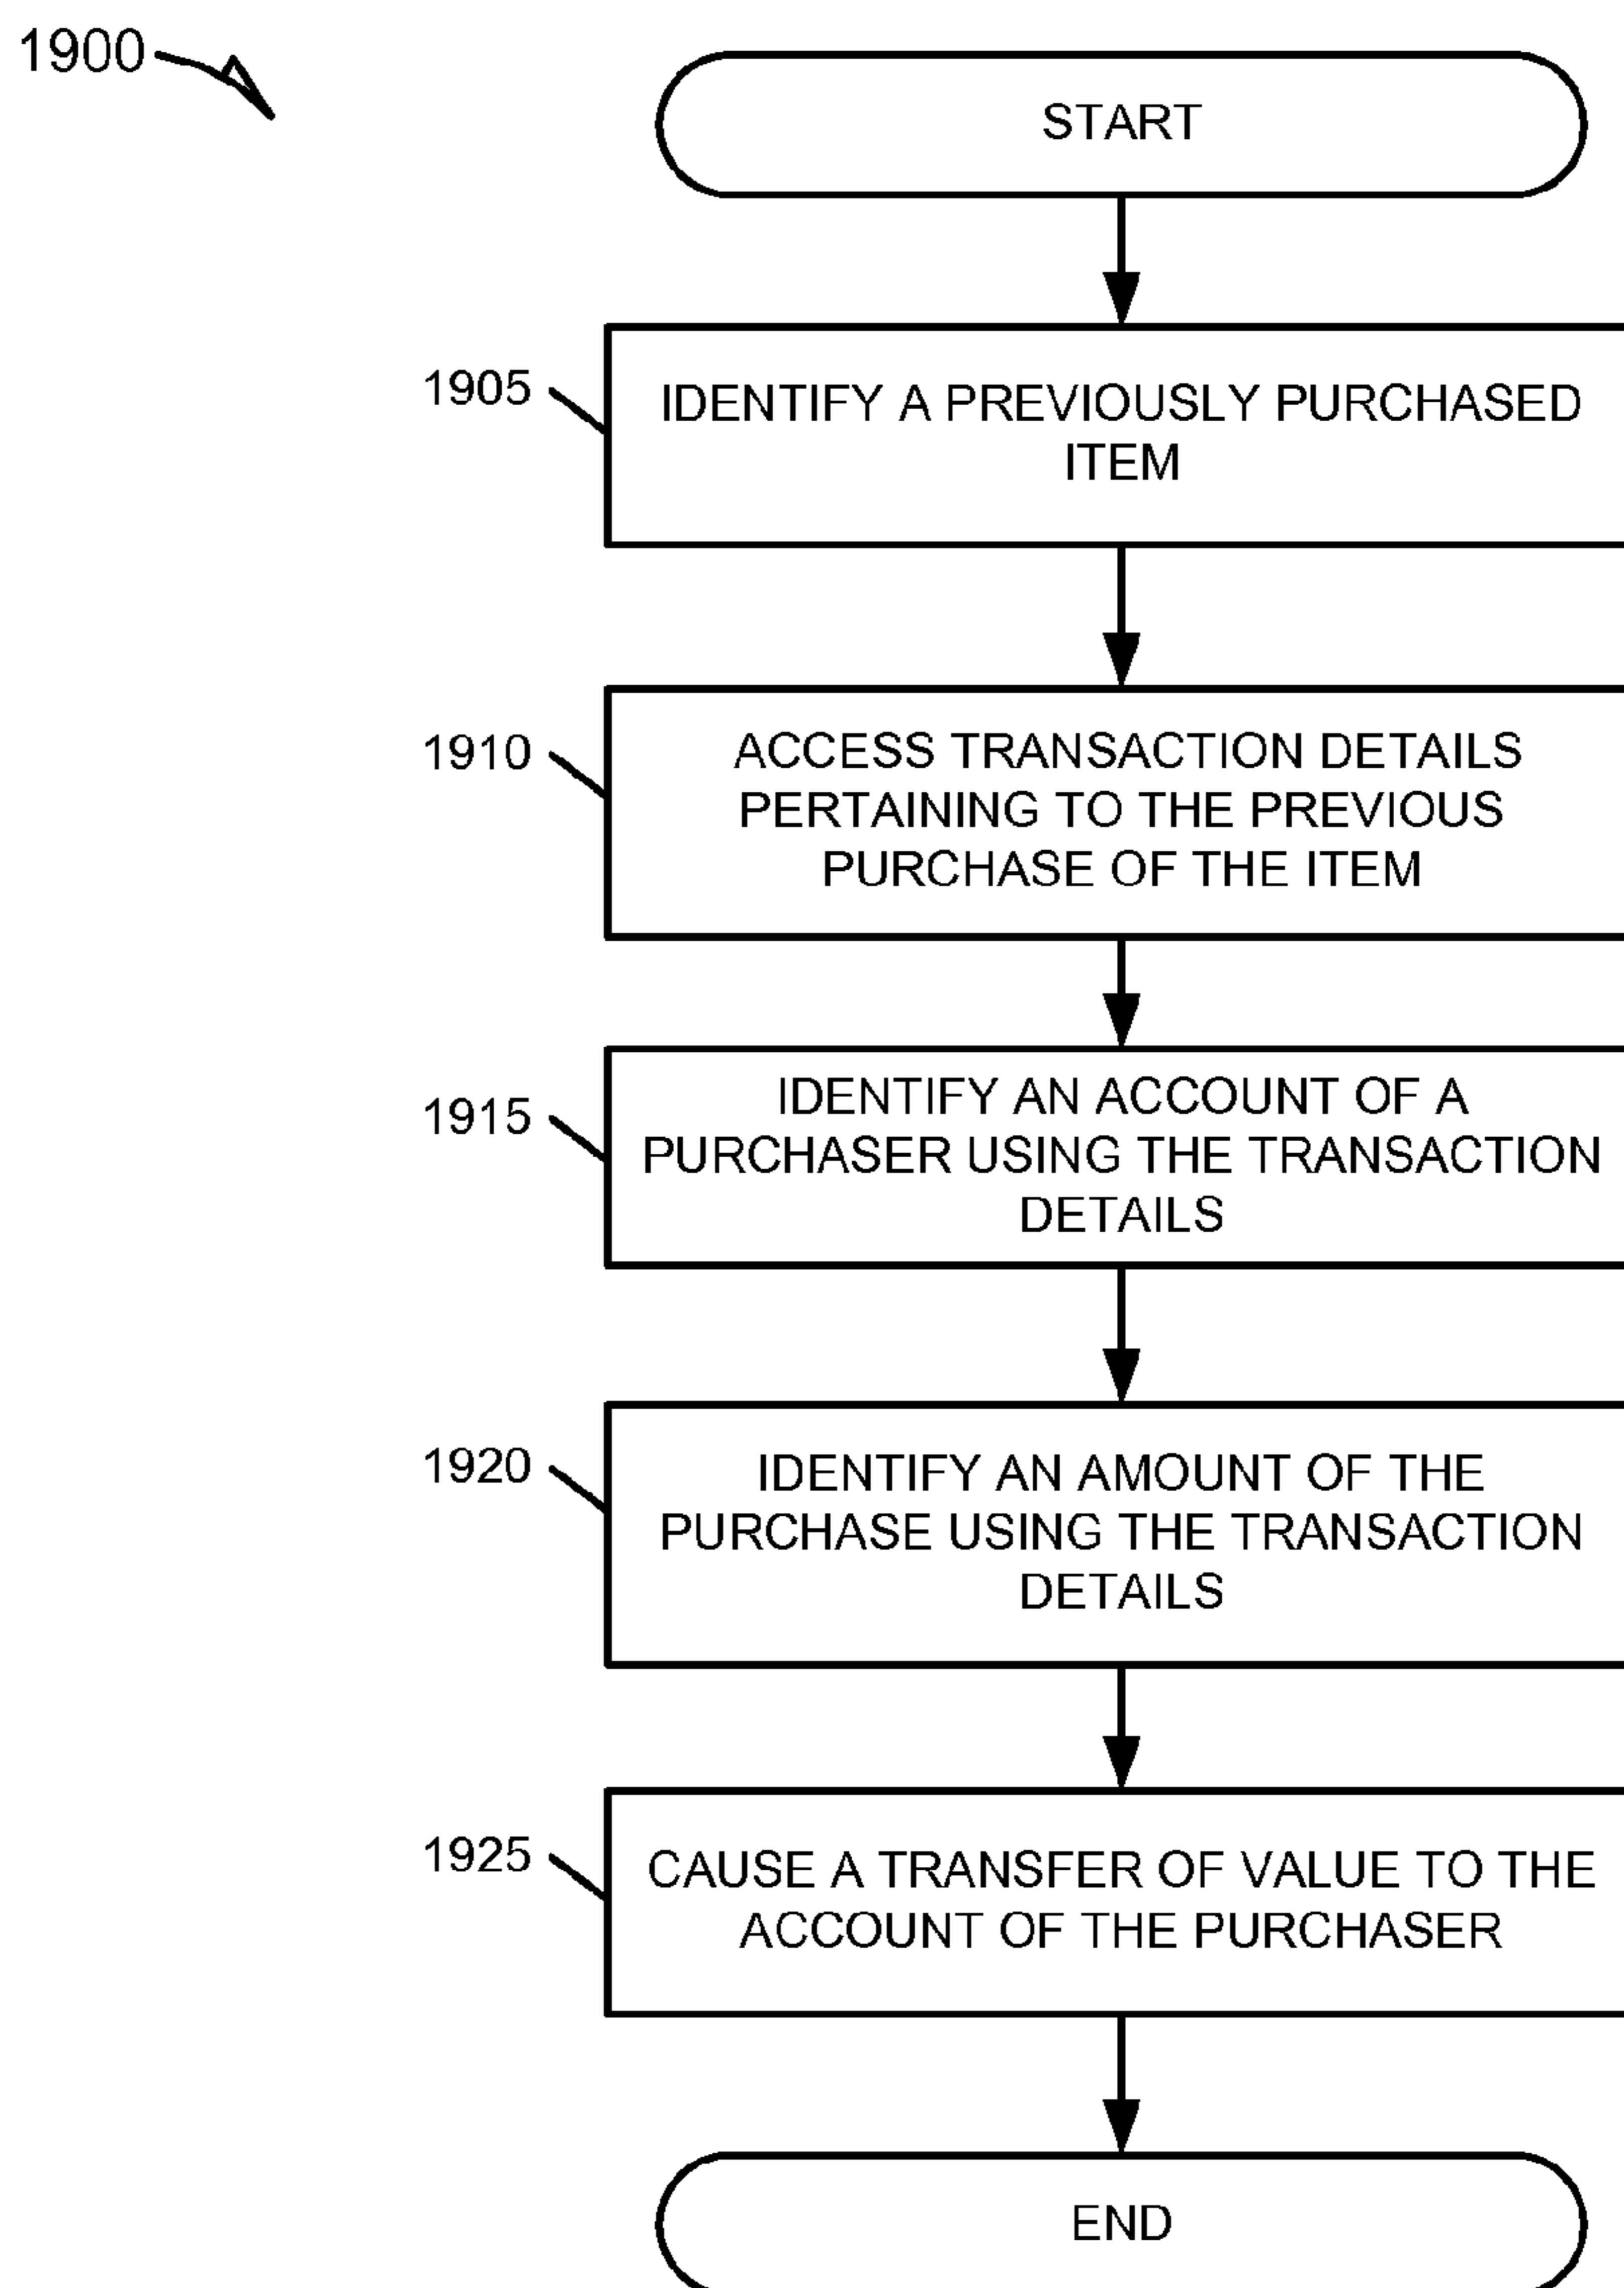 1900
START
1905
IDENTIFY A PREVIOUSLY PURCHASED
ITEM
1910
ACCESS TRANSACTION DETAILS
PERTAINING TO THE PREVIOUS
PURCHASE OF THE ITEM
1915
IDENTIFY AN ACCOUNT OF A
PURCHASER USING THE TRANSACTION
DETAILS
1920
IDENTIFY AN AMOUNT OF THE
PURCHASE USING THE TRANSACTION
DETAILS
1925
CAUSE A TRANSFER OF VALUE TO THE
ACCOUNT OF THE PURCHASER
END